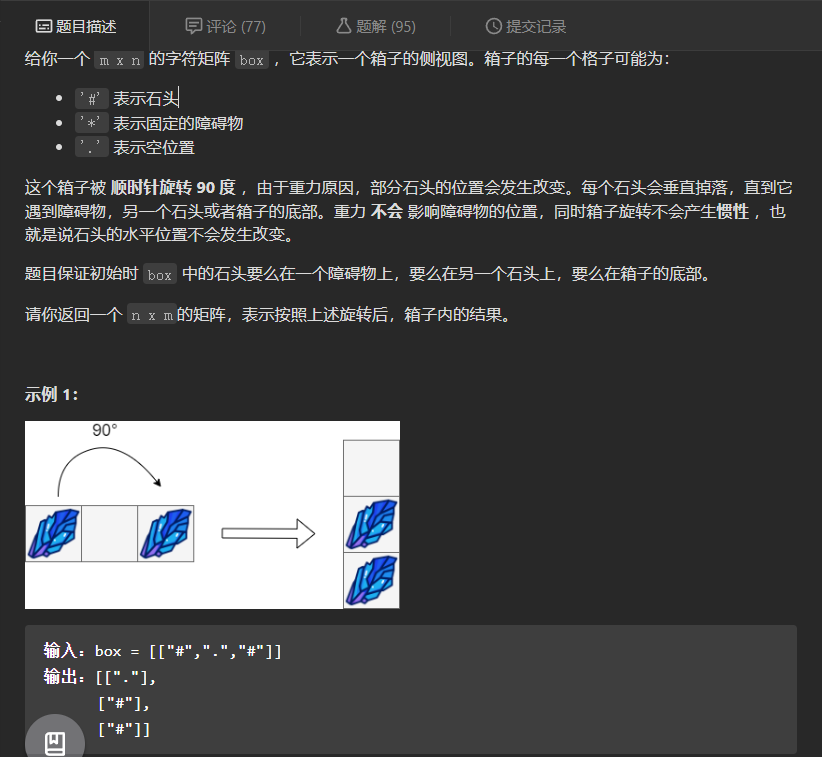 题目描述 评论 (77) 题解 (95) 提交记录
给你一个 m x n 的字符矩阵 box ，它表示一个箱子的侧视图。箱子的每一个格子可能为：
'#' 表示石头
'*' 表示固定的障碍物
'.' 表示空位置
这个箱子被 顺时针旋转 90 度 ，由于重力原因，部分石头的位置会发生改变。每个石头会垂直掉落，直到它
遇到障碍物，另一个石头或者箱子的底部。重力 不会 影响障碍物的位置，同时箱子旋转不会产生惯性 ，也
就是说石头的水平位置不会发生改变。
题目保证初始时 box 中的石头要么在一个障碍物上，要么在另一个石头上，要么在箱子的底部。
请你返回一个 n x m的矩阵，表示按照上述旋转后，箱子内的结果。
示例 1：
90°
输入：box = [["#",".","#"]]
输出：[["."],
["#"],
["#"]]